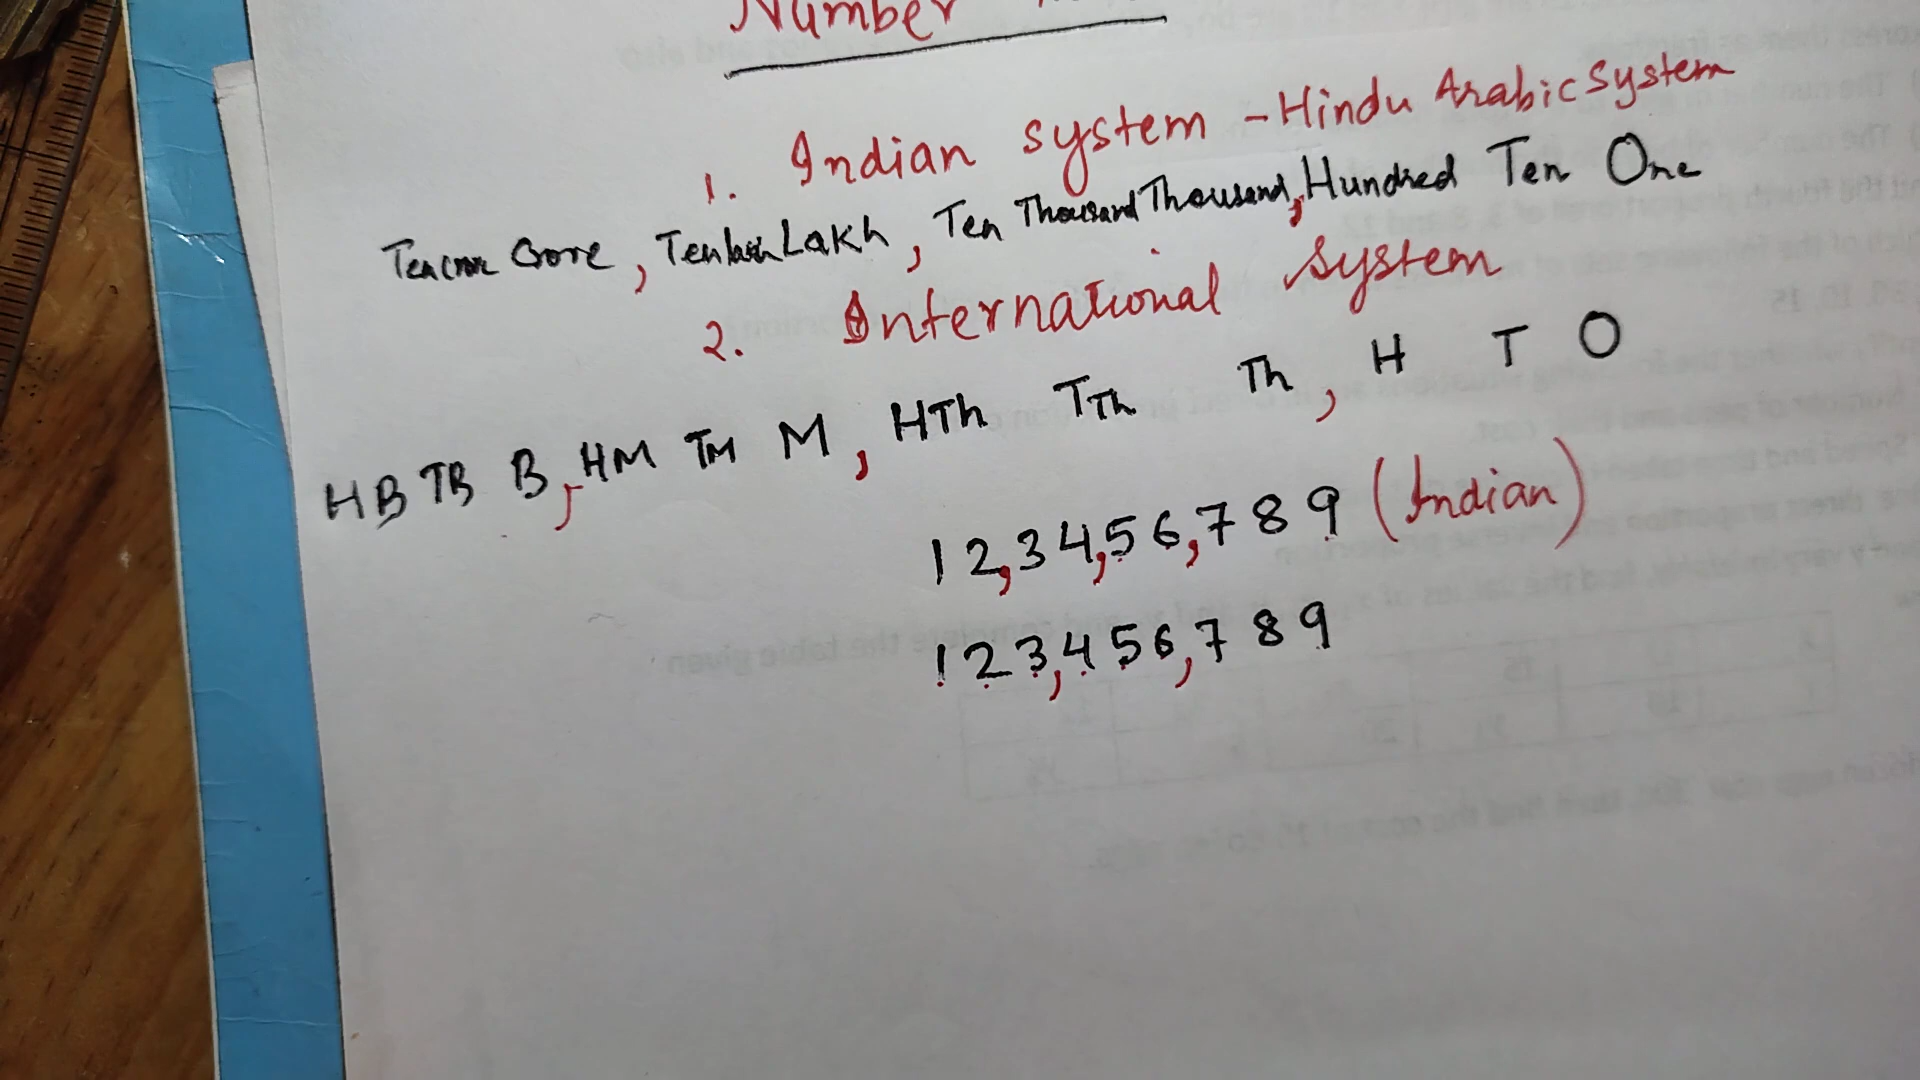 Number
1. Indian system - Hindu Arabic System
Ten crore Crore, Ten lakh Lakh, Ten Thousand Thousand, Hundred Ten One
2. International System
HB TB B, HM TM M, HTh TTh Th, H T O
12,34,56,789 (Indian)
123,456,789